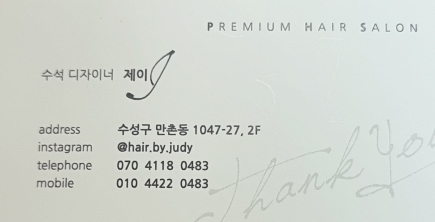 PREMIUM HAIR SALON
수석 디자이너 제이 J
address 수성구 만촌동 1047-27, 2F
instagram @hair.by.judy
telephone 070 4118 0483
mobile 010 4422 0483
Thank You